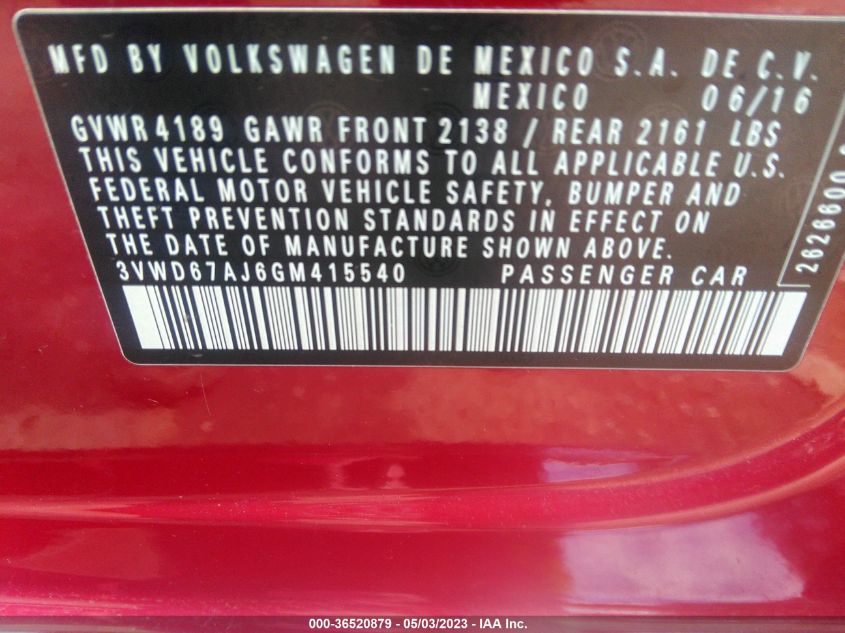 MFD BY VOLKSWAGEN DE MEXICO S.A. DE C.V.
MEXICO 06/16
GVWR 4189 GAWR FRONT 2138 / REAR 2161 LBS
THIS VEHICLE CONFORMS TO ALL APPLICABLE U.S.
FEDERAL MOTOR VEHICLE SAFETY, BUMPER AND
THEFT PREVENTION STANDARDS IN EFFECT ON
THE DATE OF MANUFACTURE SHOWN ABOVE.
3VWD67AJ6GM415540 PASSENGER CAR
2626600
000-36520879 - 05/03/2023 - IAA Inc.